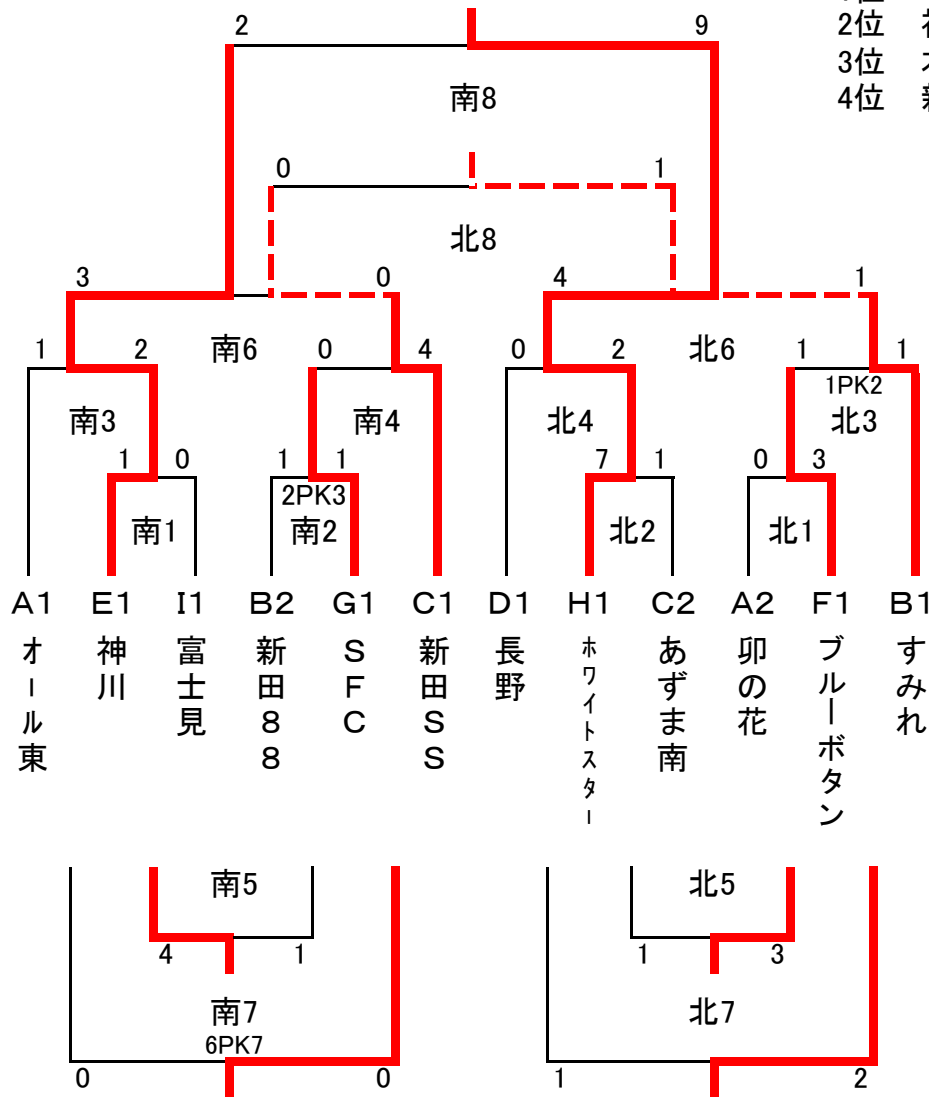 2 9
2位
3位
4位
南8
0 1
北8
3 0 4 1
1 2 南6 0 4 0 2 北6 1 1
1PK2
南3 南4 北4 北3
1 0 1 1 7 1 0 3
2PK3
南1 南2 北2 北1
A1 E1 I1 B2 G1 C1 D1 H1 C2 A2 F1 B1
オール東
神川
富士見
新田88
SFC
新田SS
長野
ホワイトスター
あずま南
卯の花
ブルーボタン
すみれ
南5 北5
4 1 1 3
南7 北7
6PK7
0 0 1 2